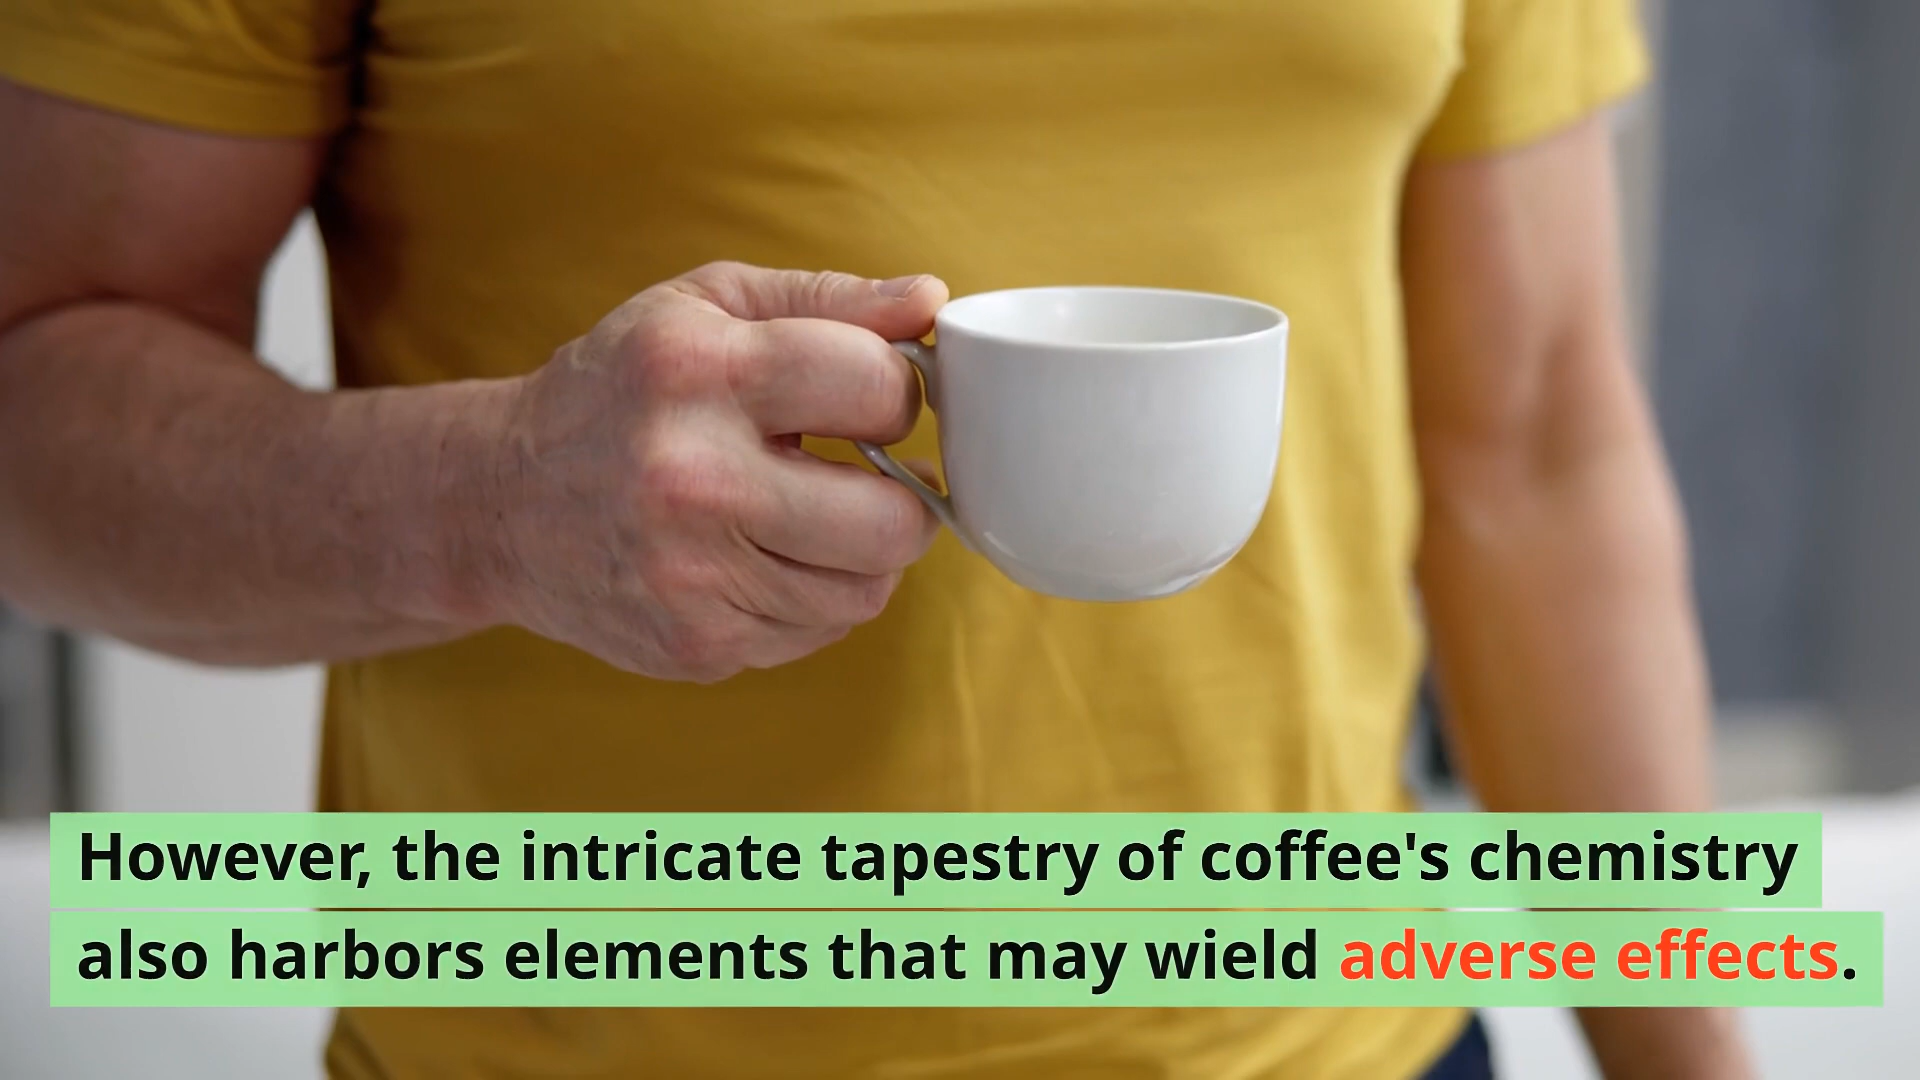 However, the intricate tapestry of coffee's chemistry
also harbors elements that may wield adverse effects.